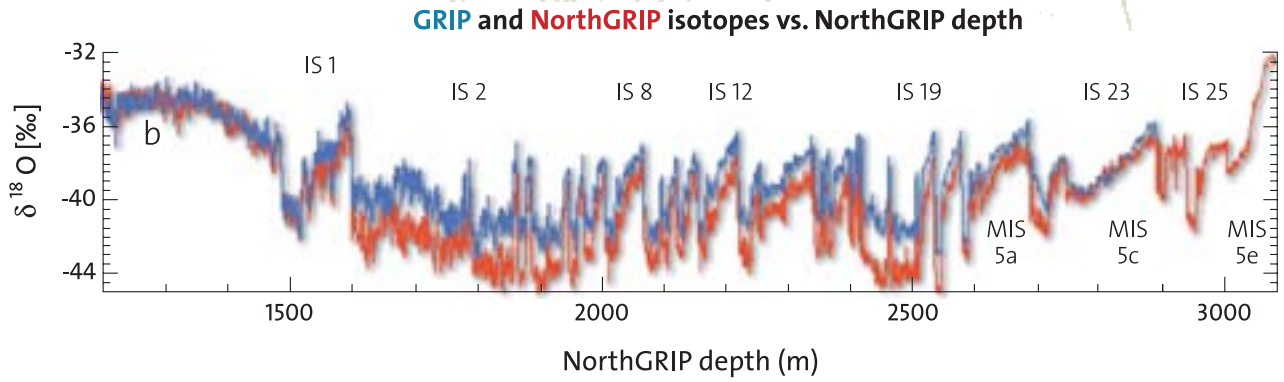 GRIP and NorthGRIP isotopes vs. NorthGRIP depth
-32
-36
-40
-44
δ 18 O [‰]
b
IS 1
IS 2
IS 8
IS 12
IS 19
IS 23
IS 25
MIS
5a
MIS
5c
MIS
5e
1500
2000
2500
3000
NorthGRIP depth (m)